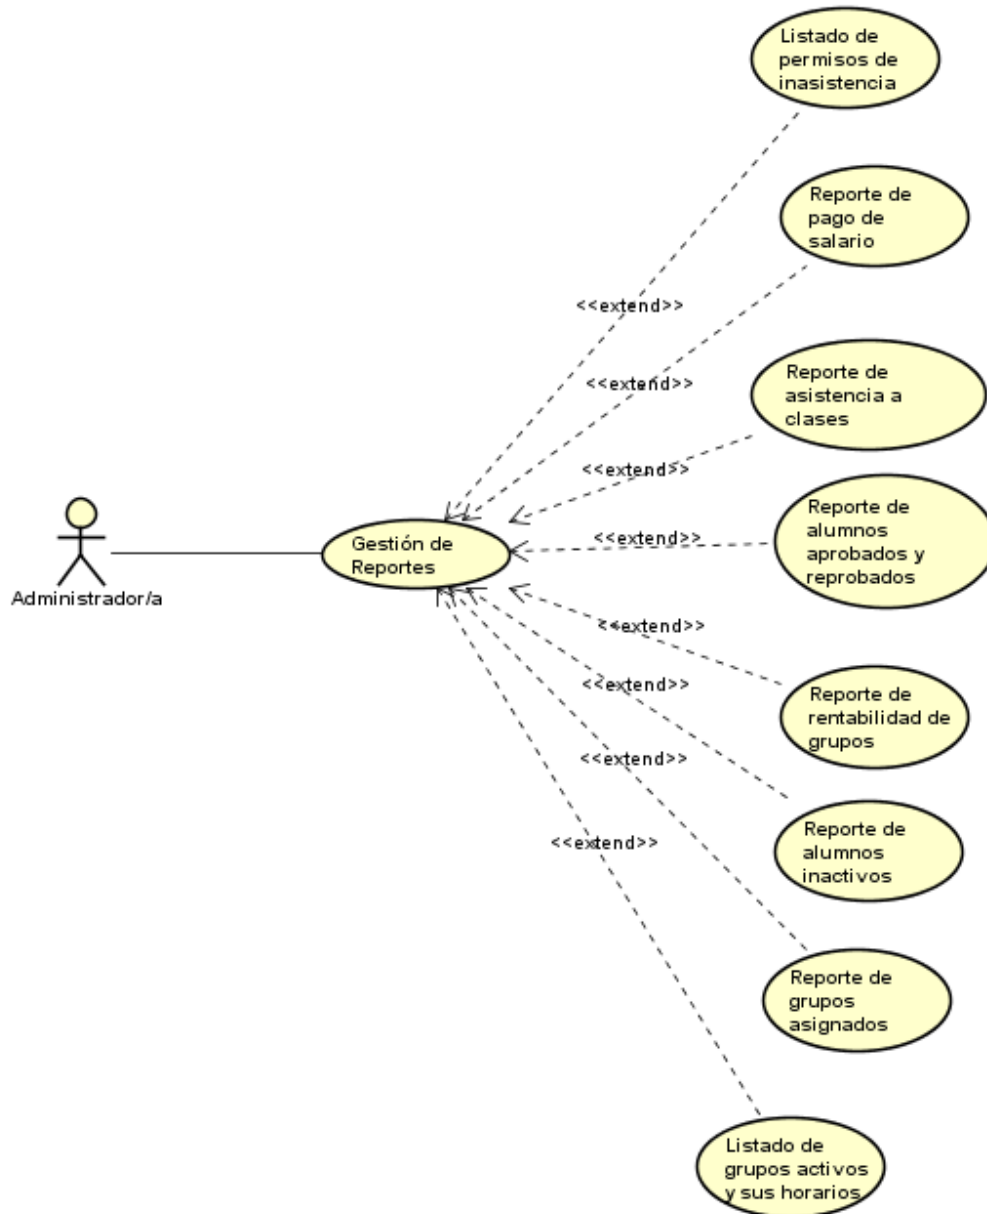 Listado de
permisos de
inasistencia
Reporte de
pago de
salario
<<extend>>
<<extend>>
Reporte de
asistencia a
clases
<<extend>>
Reporte de
alumnos
aprobados y
reprobados
<<extend>>
Gestión de
Reportes
Administrador/a
<<extend>>
<<extend>>
Reporte de
rentabilidad de
grupos
<<extend>>
Reporte de
alumnos
inactivos
<<extend>>
Reporte de
grupos
asignados
Listado de
grupos activos
y sus horarios